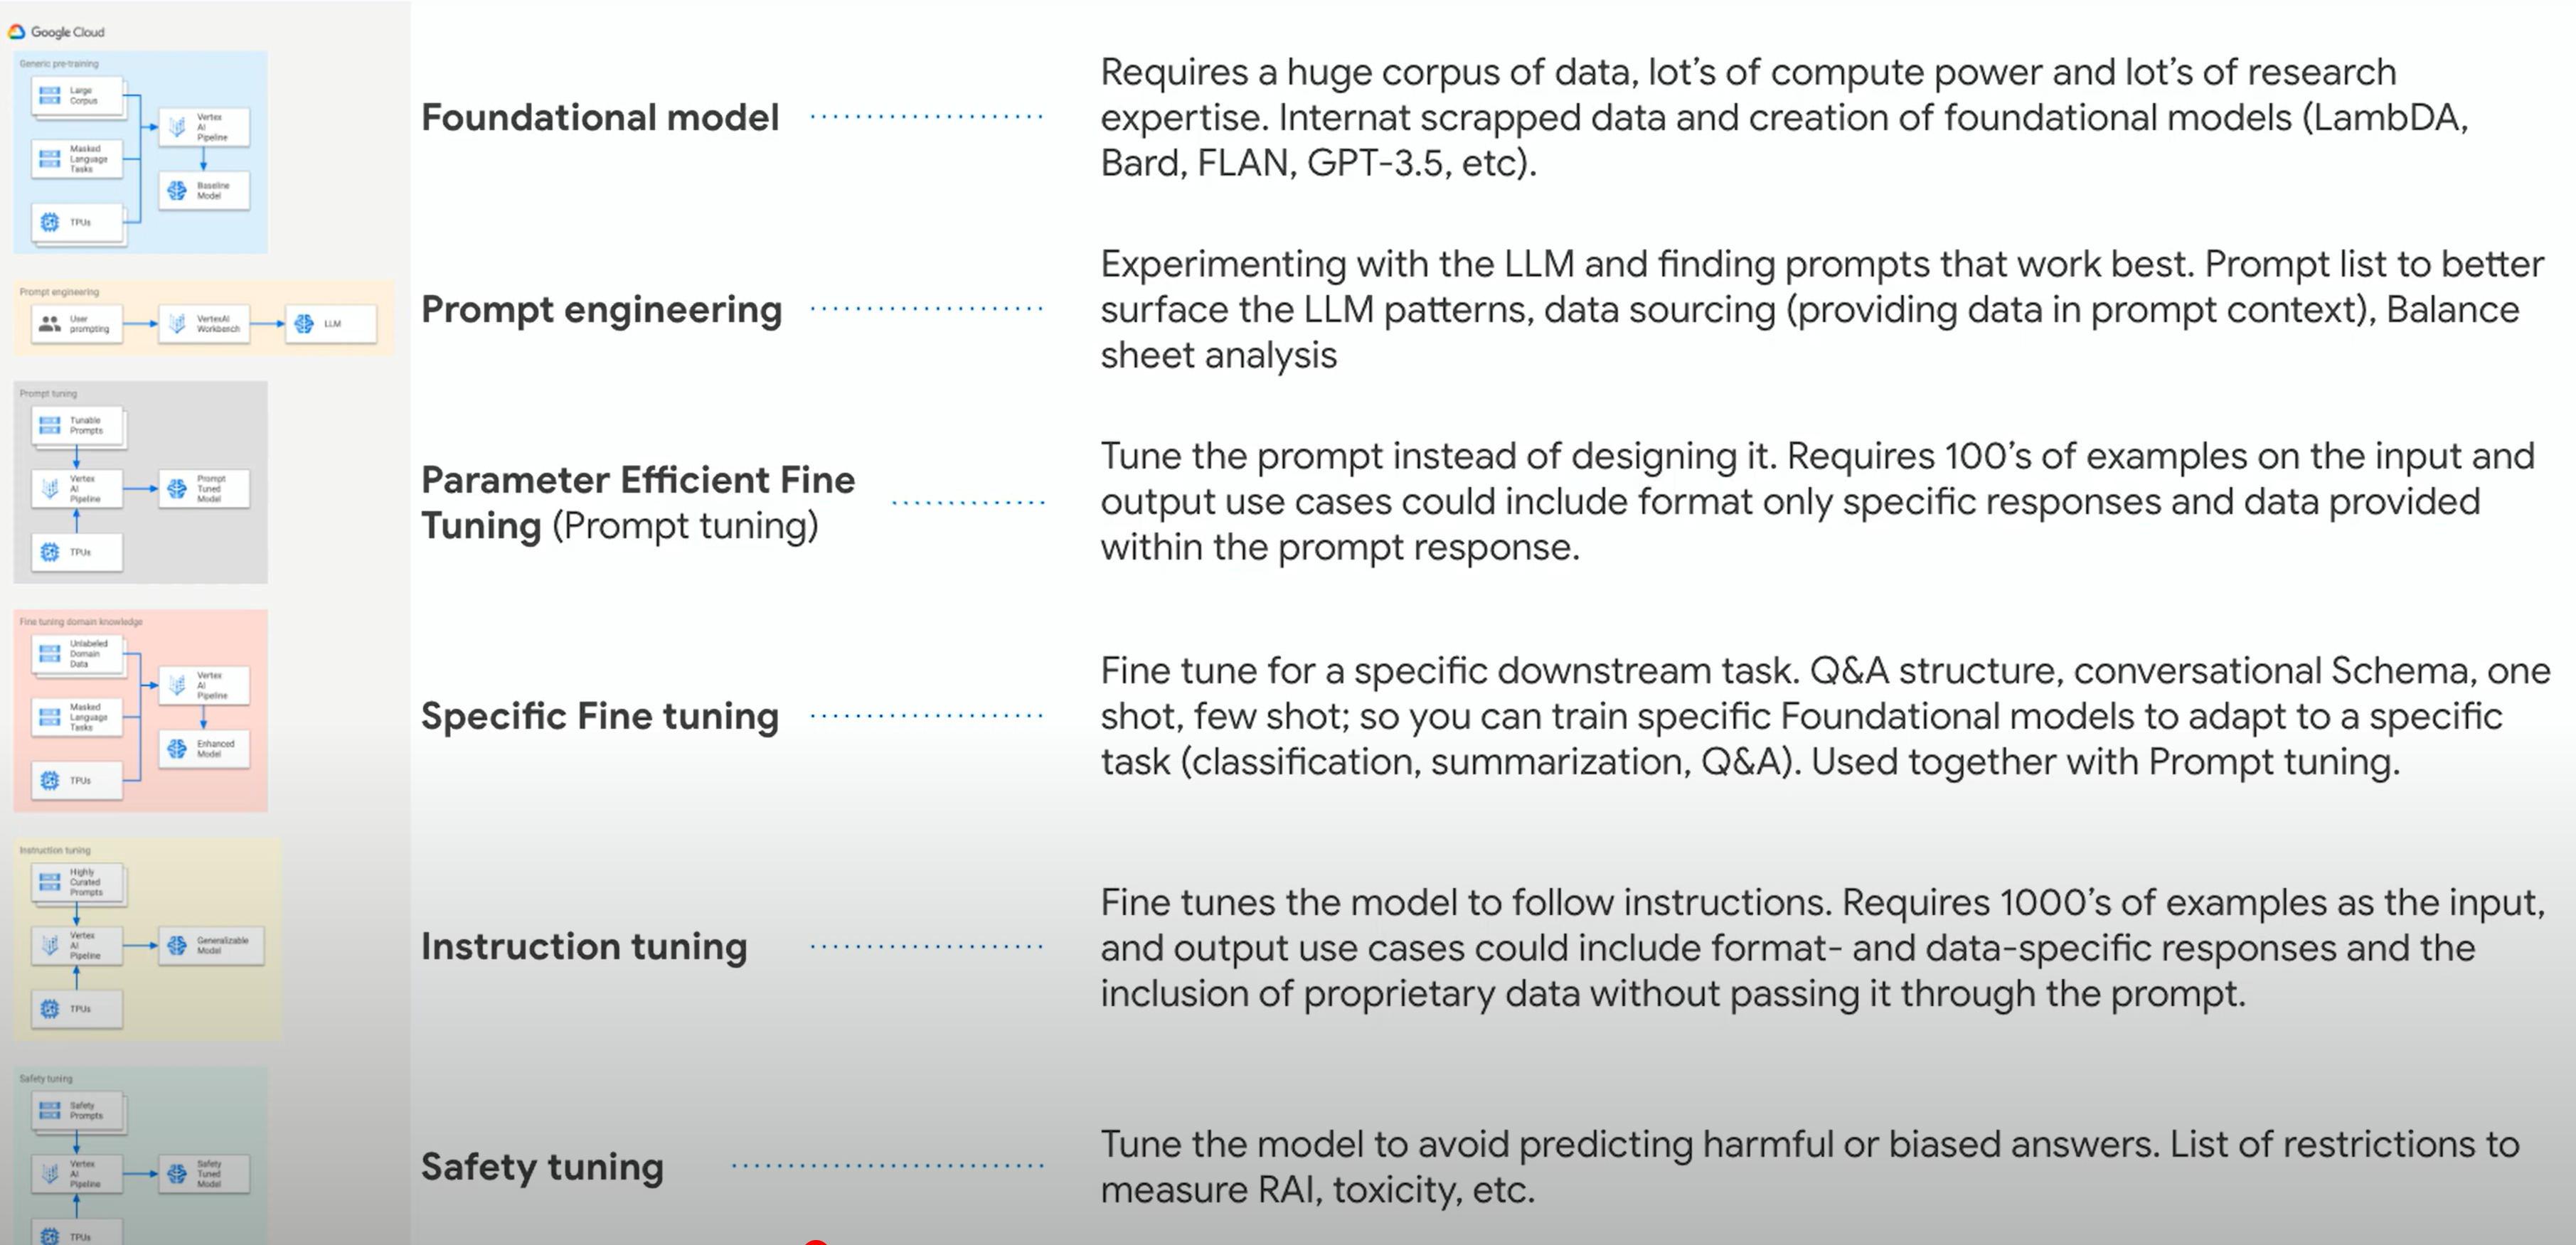 Google Cloud
Generic pre-training
Large
Corpus
Masked
Language
Tasks
TPUs
Vertex
AI
Pipeline
Baseline
Model
Foundational model
Requires a huge corpus of data, lot's of compute power and lot's of research
expertise. Internat scrapped data and creation of foundational models (LambDA,
Bard, FLAN, GPT-3.5, etc).
Prompt engineering
User
prompting
VertexAI
Workbench
LLM
Prompt engineering
Experimenting with the LLM and finding prompts that work best. Prompt list to better
surface the LLM patterns, data sourcing (providing data in prompt context), Balance
sheet analysis
Prompt tuning
Tunable
Prompts
Vertex
AI
Pipeline
Prompt
Tuned
Model
TPUs
Parameter Efficient Fine
Tuning (Prompt tuning)
Tune the prompt instead of designing it. Requires 100's of examples on the input and
output use cases could include format only specific responses and data provided
within the prompt response.
Fine tuning domain knowledge
Unlabeled
Domain
Data
Masked
Language
Tasks
TPUs
Vertex
AI
Pipeline
Enhanced
Model
Specific Fine tuning
Fine tune for a specific downstream task. Q&A structure, conversational Schema, one
shot, few shot; so you can train specific Foundational models to adapt to a specific
task (classification, summarization, Q&A). Used together with Prompt tuning.
Instruction tuning
Highly
Curated
Prompts
Vertex
AI
Pipeline
Generalizable
Model
TPUs
Instruction tuning
Fine tunes the model to follow instructions. Requires 1000's of examples as the input,
and output use cases could include format- and data-specific responses and the
inclusion of proprietary data without passing it through the prompt.
Safety tuning
Safety
Prompts
Vertex
AI
Pipeline
Safety
Tuned
Model
TPUs
Safety tuning
Tune the model to avoid predicting harmful or biased answers. List of restrictions to
measure RAI, toxicity, etc.